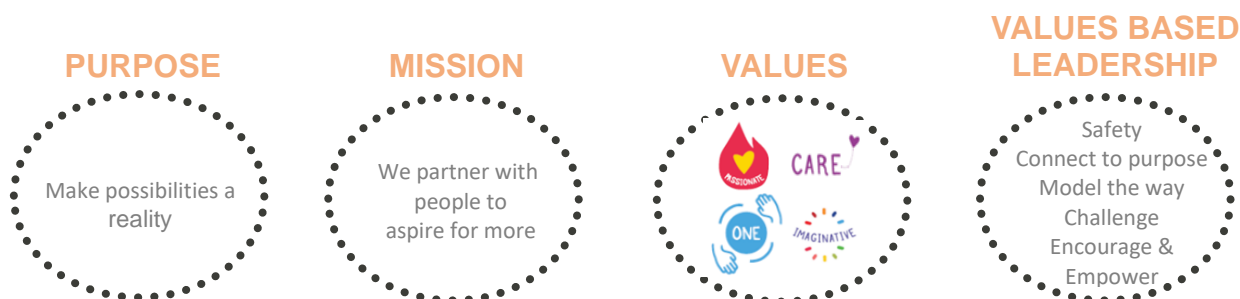 PURPOSE
Make possibilities a
reality
MISSION
We partner with
people to
aspire for more
VALUES
PASSIONATE
CARE
ONE
IMAGINATIVE
VALUES BASED
LEADERSHIP
Safety
Connect to purpose
Model the way
Challenge
Encourage &
Empower